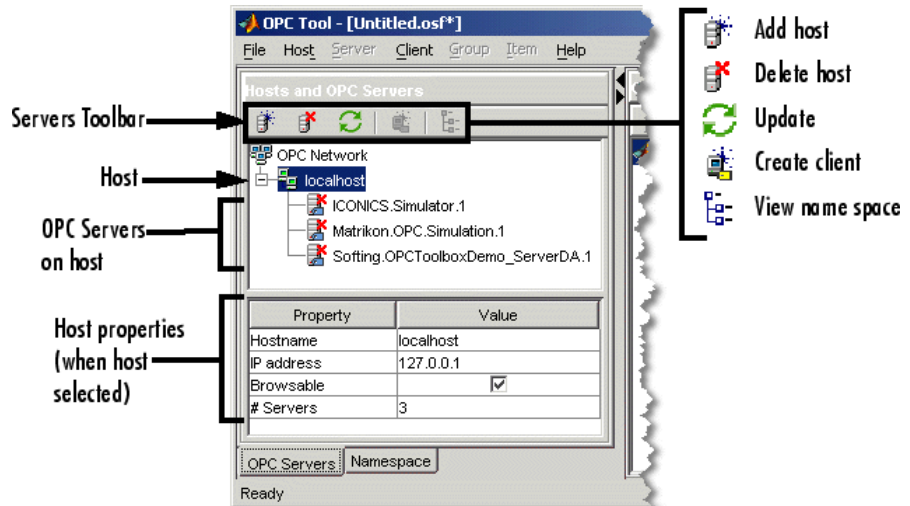 OPC Tool - [Untitled.osf*]
File Host Server Client Group Item Help
Hosts and OPC Servers
Servers Toolbar
OPC Network
Host
localhost
ICONICS.Simulator.1
OPC Servers
on host
Matrikon.OPC.Simulation.1
Softing.OPCToolboxDemo_ServerDA.1
Host properties
(when host
selected)
Property Value
Hostname localhost
IP address 127.0.0.1
Browsable
# Servers 3
OPC Servers Namespace
Ready
Add host
Delete host
Update
Create client
View name space